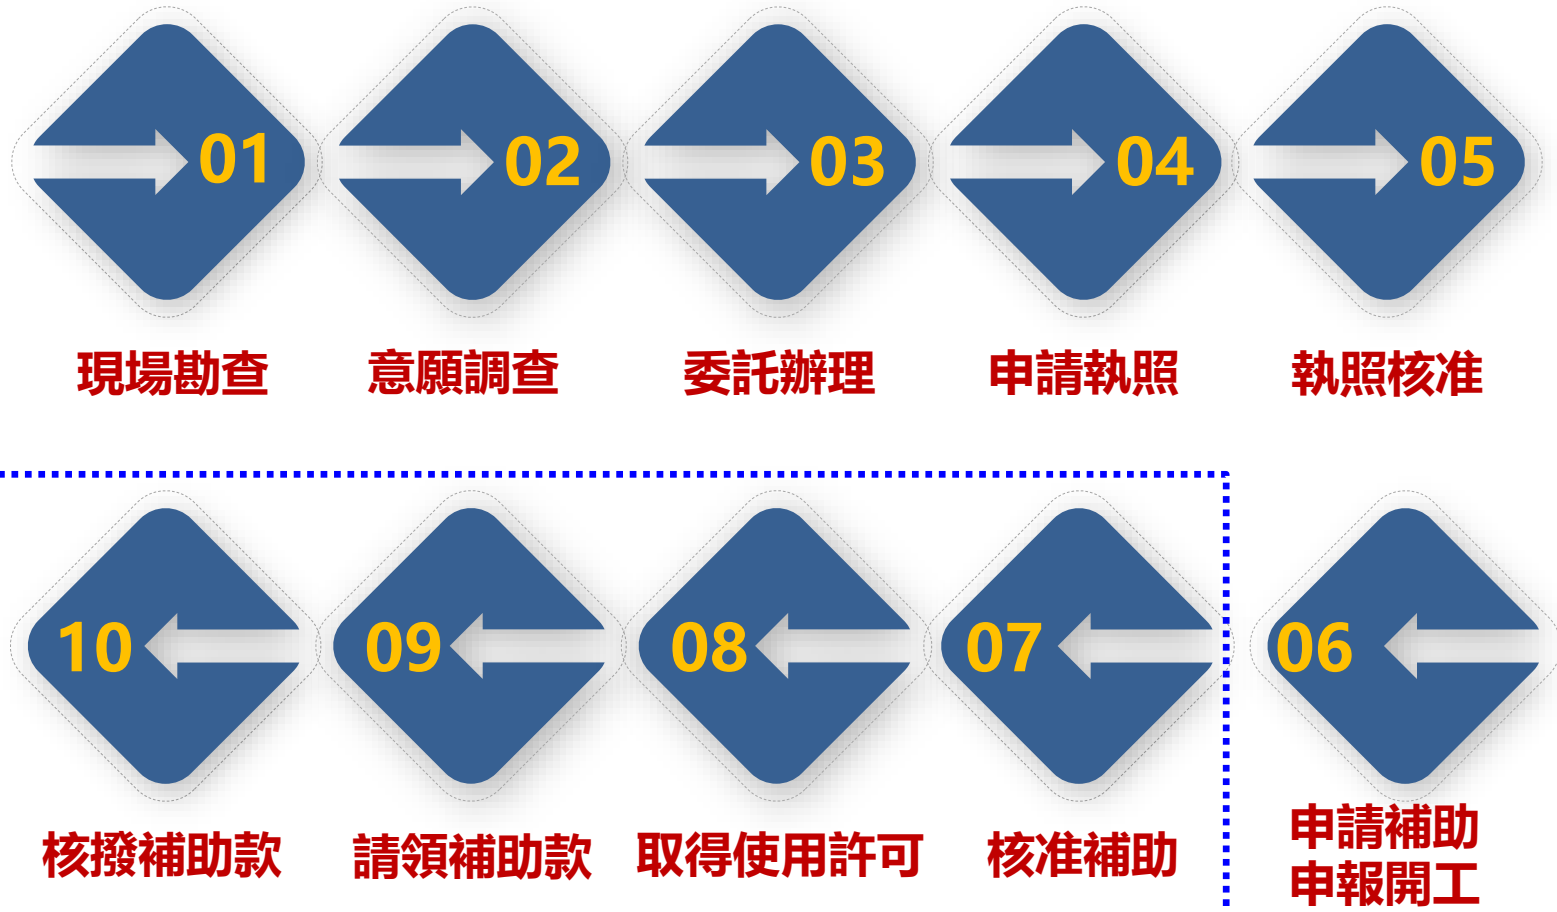 01
02
03
04
05
現場勘查
意願調查
委託辦理
申請執照
執照核准
10
09
08
07
06
核撥補助款
請領補助款
取得使用許可
核准補助
申請補助
申報開工